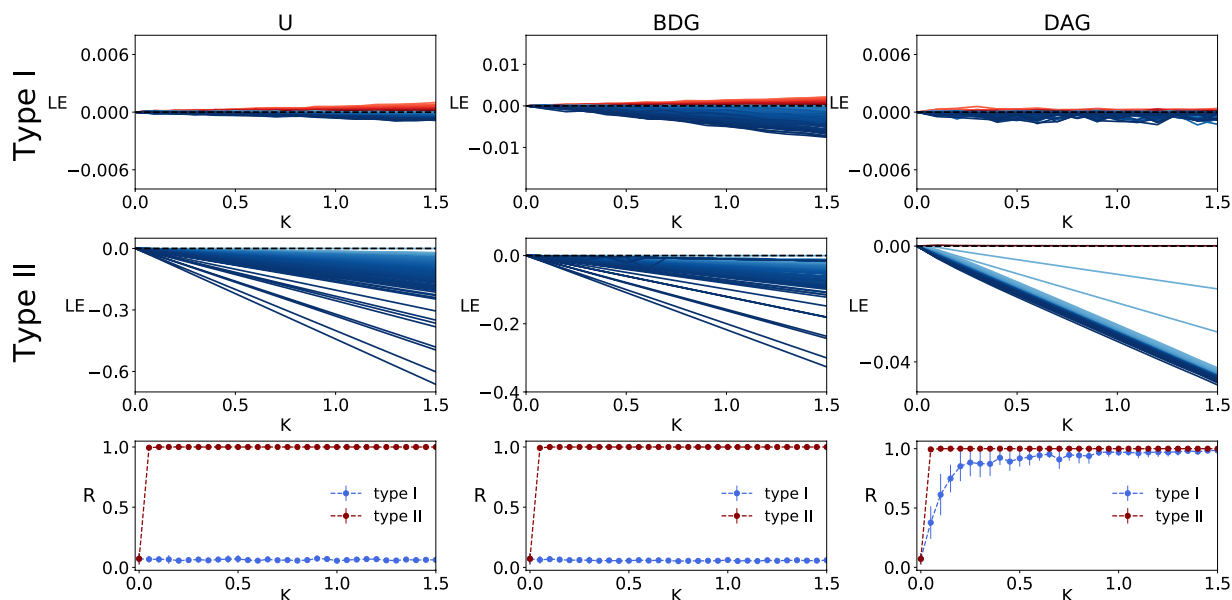 U BDG DAG
Type I
0.006
LE 0.000
−0.006
0.0 0.5 1.0 1.5
K
0.01
LE 0.00
−0.01
0.0 0.5 1.0 1.5
K
0.006
LE 0.000
−0.006
0.0 0.5 1.0 1.5
K
Type II
0.0
LE −0.3
−0.6
0.0 0.5 1.0 1.5
K
0.0
LE −0.2
−0.4
0.0 0.5 1.0 1.5
K
0.00
LE
−0.04
0.0 0.5 1.0 1.5
K
1.0
R 0.5
0.0
type I
type II
0.0 0.5 1.0 1.5
K
1.0
R 0.5
0.0
type I
type II
0.0 0.5 1.0 1.5
K
1.0
R 0.5
0.0
type I
type II
0.0 0.5 1.0 1.5
K